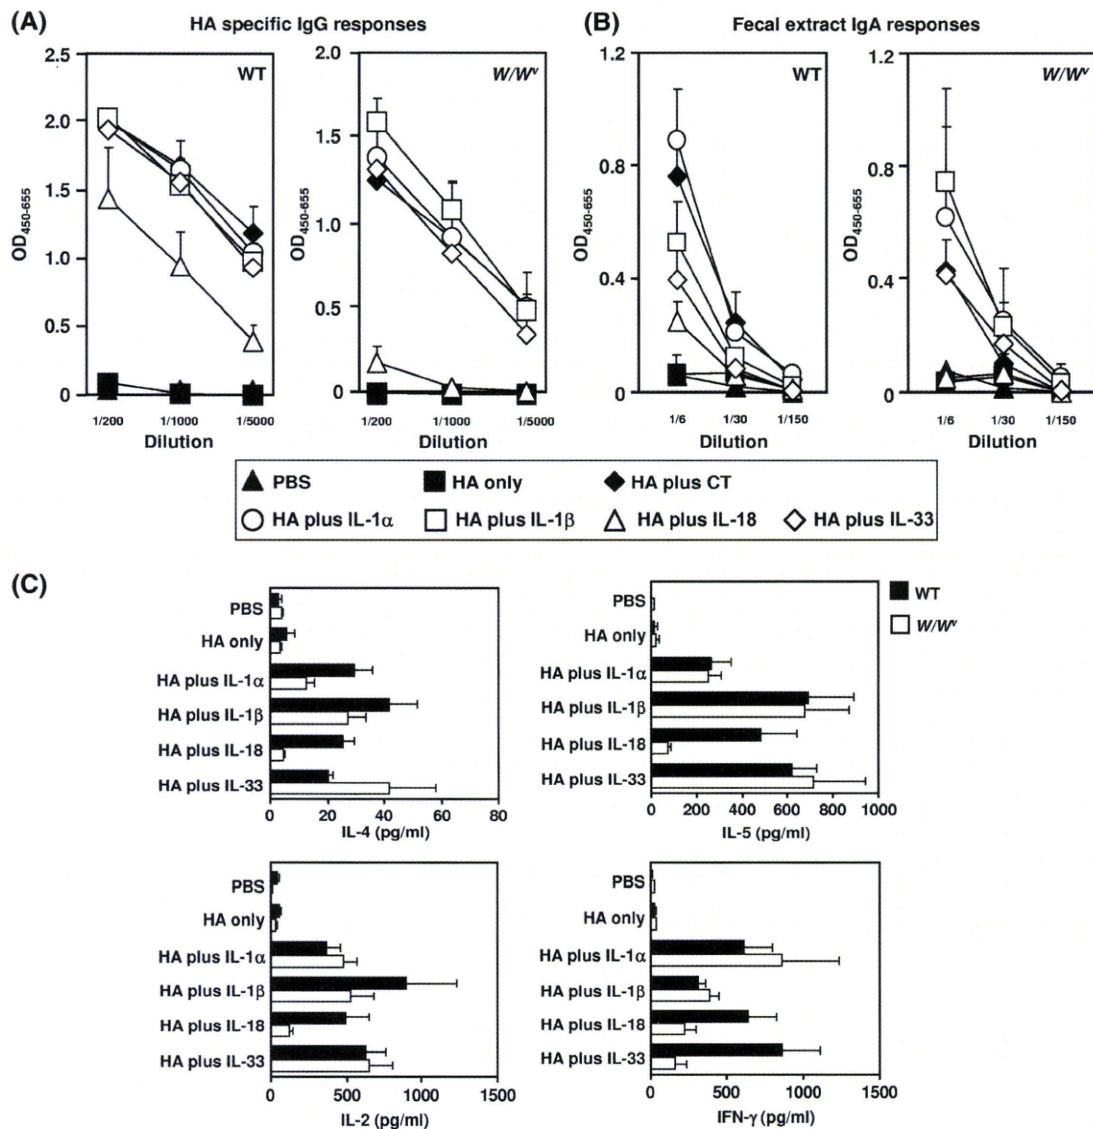 (A) HA specific IgG responses (B) Fecal extract IgA responses
WT
2.5
2.0
1.5
1.0
0.5
0
OD450-655
1/200 1/1000 1/5000
Dilution
W/Wv
2.0
1.5
1.0
0.5
0
1/200 1/1000 1/5000
Dilution
WT
1.2
0.8
0.4
0
OD450-655
1/6 1/30 1/150
Dilution
W/Wv
1.2
0.8
0.4
0
OD450-655
1/6 1/30 1/150
Dilution
PBS HA only HA plus CT
HA plus IL-1α HA plus IL-1β HA plus IL-18 HA plus IL-33
(C)
PBS
HA only
HA plus IL-1α
HA plus IL-1β
HA plus IL-18
HA plus IL-33
0 20 40 60 80
IL-4 (pg/ml)
PBS
HA only
HA plus IL-1α
HA plus IL-1β
HA plus IL-18
HA plus IL-33
0 200 400 600 800 1000
IL-5 (pg/ml)
WT
W/Wv
PBS
HA only
HA plus IL-1α
HA plus IL-1β
HA plus IL-18
HA plus IL-33
0 500 1000 1500
IL-2 (pg/ml)
PBS
HA only
HA plus IL-1α
HA plus IL-1β
HA plus IL-18
HA plus IL-33
0 500 1000 1500
IFN-γ (pg/ml)